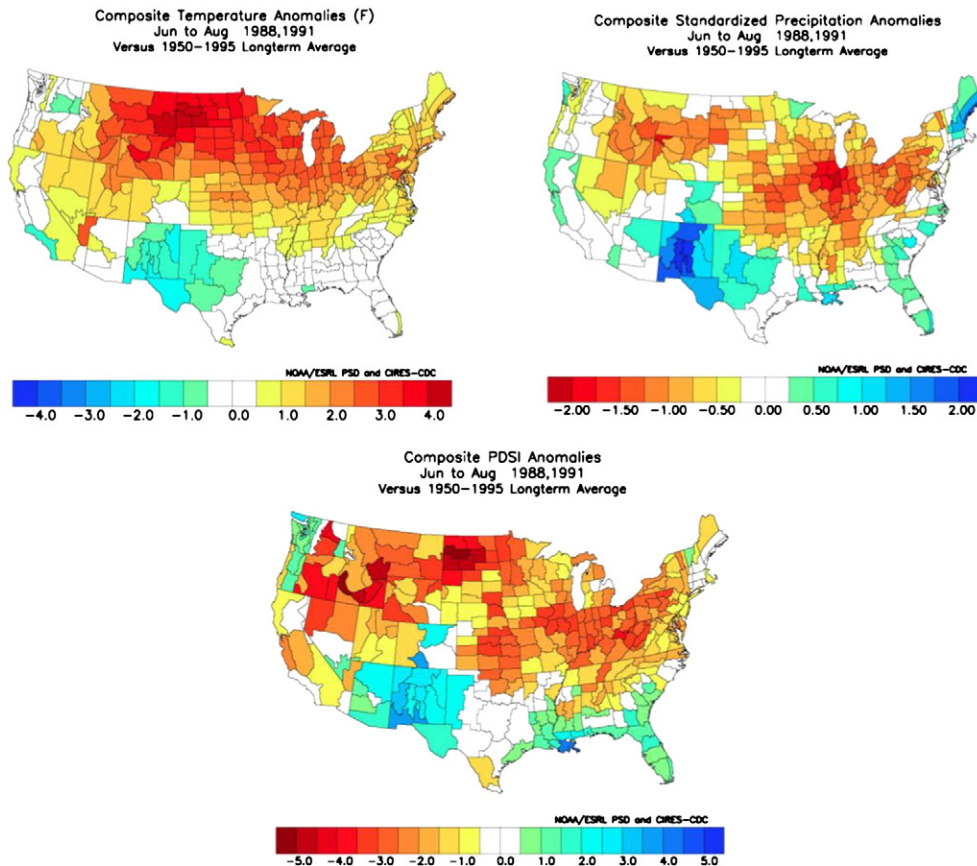 Composite Temperature Anomalies (F)
Jun to Aug 1988,1991
Versus 1950-1995 Longterm Average
NOAA/ESRL PSD and CIRES-CDC
-4.0 -3.0 -2.0 -1.0 0.0 1.0 2.0 3.0 4.0
Composite Standardized Precipitation Anomalies
Jun to Aug 1988,1991
Versus 1950-1995 Longterm Average
NOAA/ESRL PSD and CIRES-CDC
-2.00 -1.50 -1.00 -0.50 0.00 0.50 1.00 1.50 2.00
Composite PDSI Anomalies
Jun to Aug 1988,1991
Versus 1950-1995 Longterm Average
NOAA/ESRL PSD and CIRES-CDC
-5.0 -4.0 -3.0 -2.0 -1.0 0.0 1.0 2.0 3.0 4.0 5.0